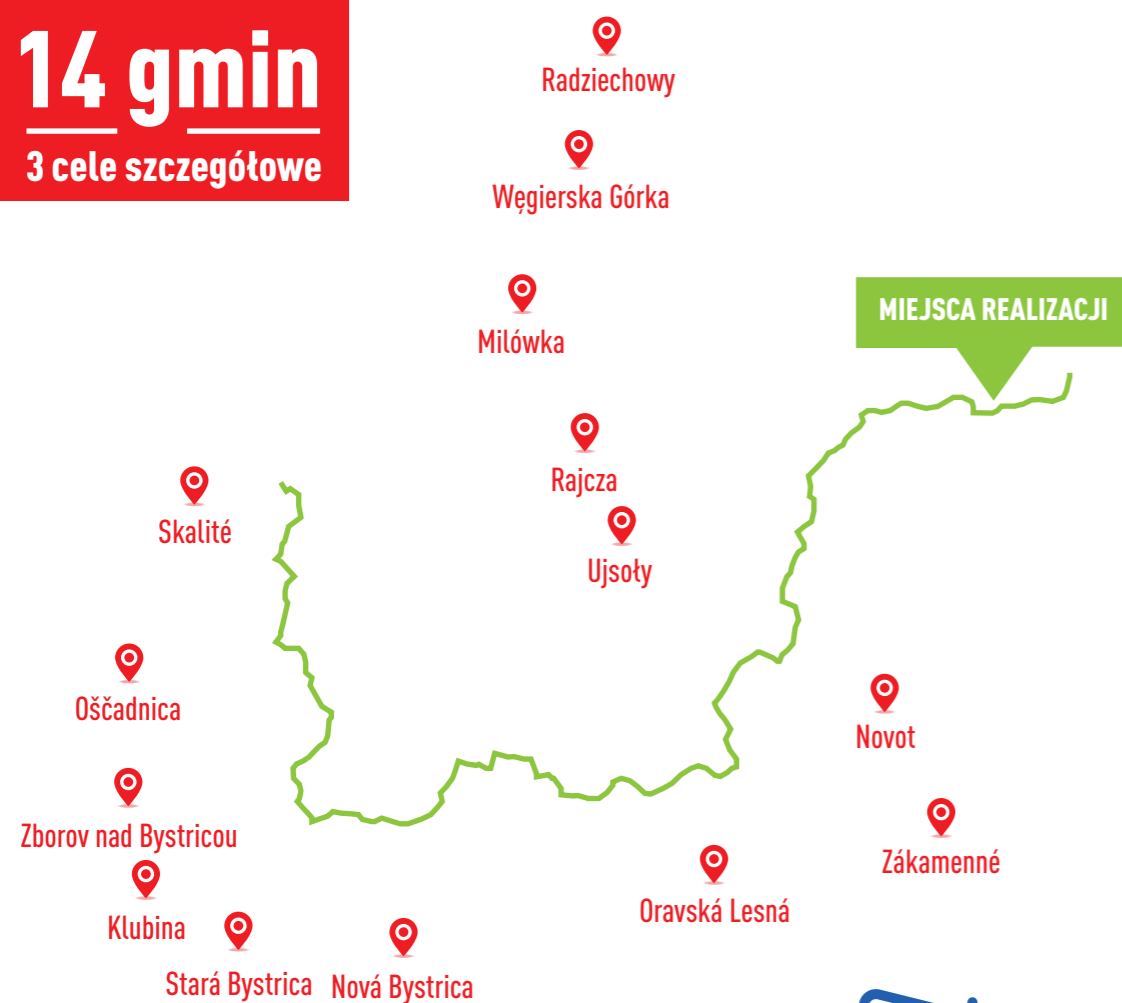 14 gmin
3 cele szczegółowe
Radziechowy
Węgierska Górka
Milówka
MIEJSCA REALIZACJI
Rajcza
Skalité
Ujsoły
Oščadnica
Novot
Zborov nad Bystricou
Zákamenné
Oravská Lesná
Klubina
Stará Bystrica
Nová Bystrica